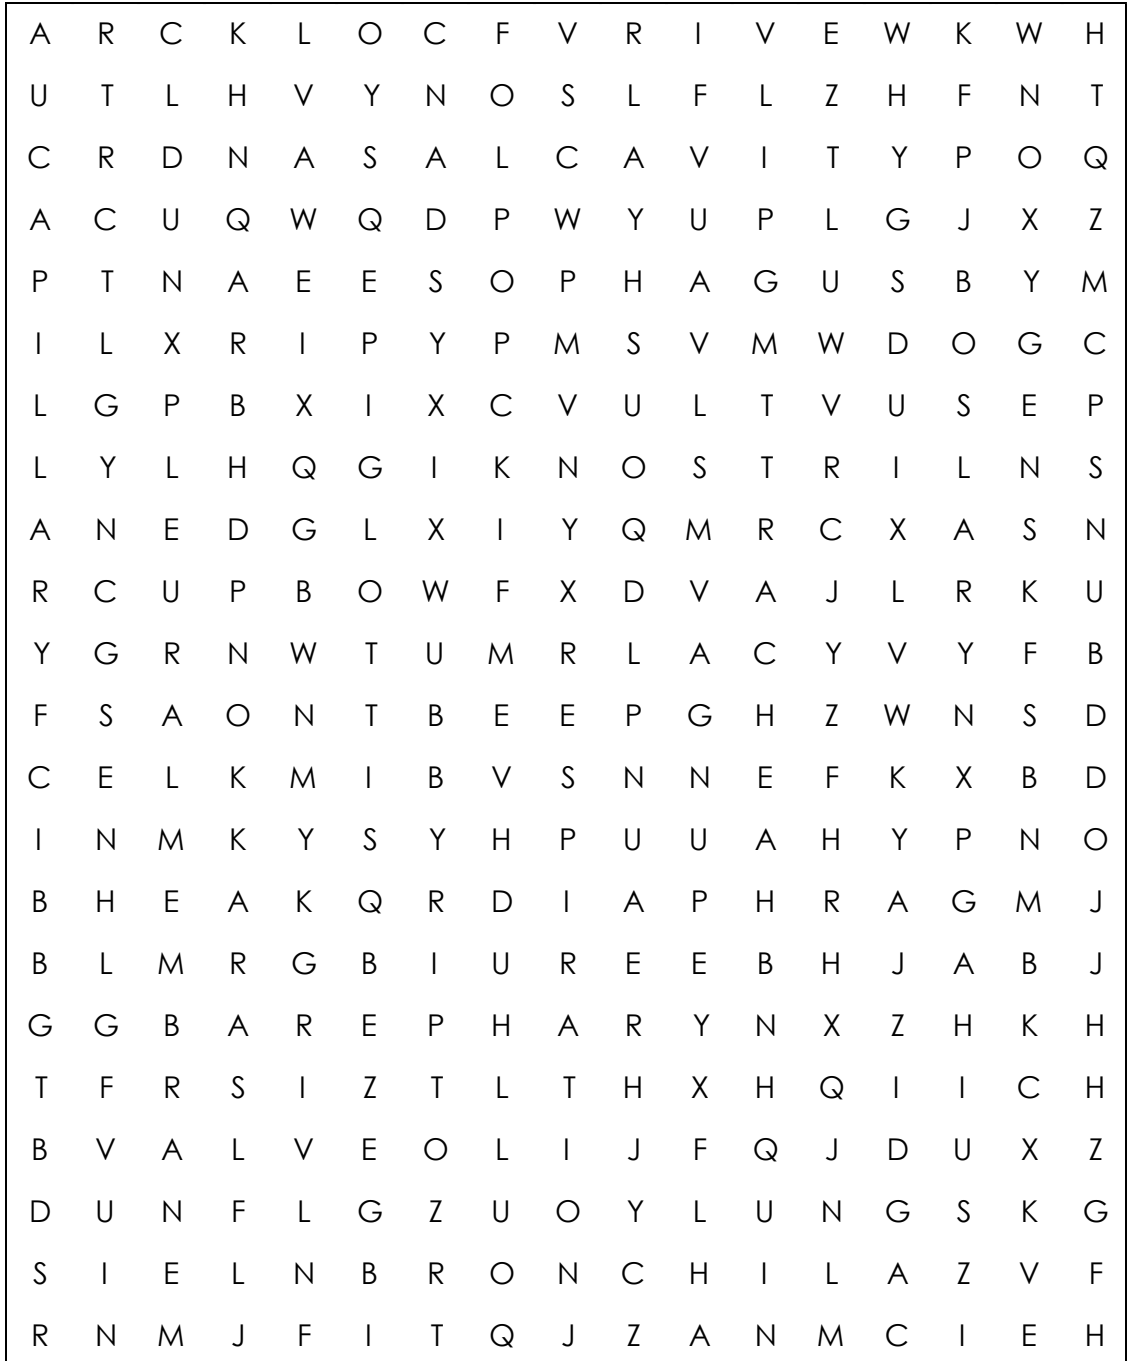 A R C K L O C F V R I V E W K W H
U T L H V Y N O S L F L Z H F N T
C R D N A S A L C A V I T Y P O Q
A C U Q W Q D P W Y U P L G J X Z
P T N A E E S O P H A G U S B Y M
I L X R I P Y P M S V M W D O G C
L G P B X I X C V U L T V U S E P
L Y L H Q G I K N O S T R I L N S
A N E D G L X I Y Q M R C X A S N
R C U P B O W F X D V A J L R K U
Y G R N W T U M R L A C Y V Y F B
F S A O N T B E E P G H Z W N S D
C E L K M I B V S N N E F K X B D
I N M K Y S Y H P U U A H Y P N O
B H E A K Q R D I A P H R A G M J
B L M R G B I U R E E B H J A B J
G G B A R E P H A R Y N X Z H K H
T F R S I Z T L T H X H Q I I C H
B V A L V E O L I J F Q J D U X Z
D U N F L G Z U O Y L U N G S K G
S I E L N B R O N C H I L A Z V F
R N M J F I T Q J Z A N M C I E H